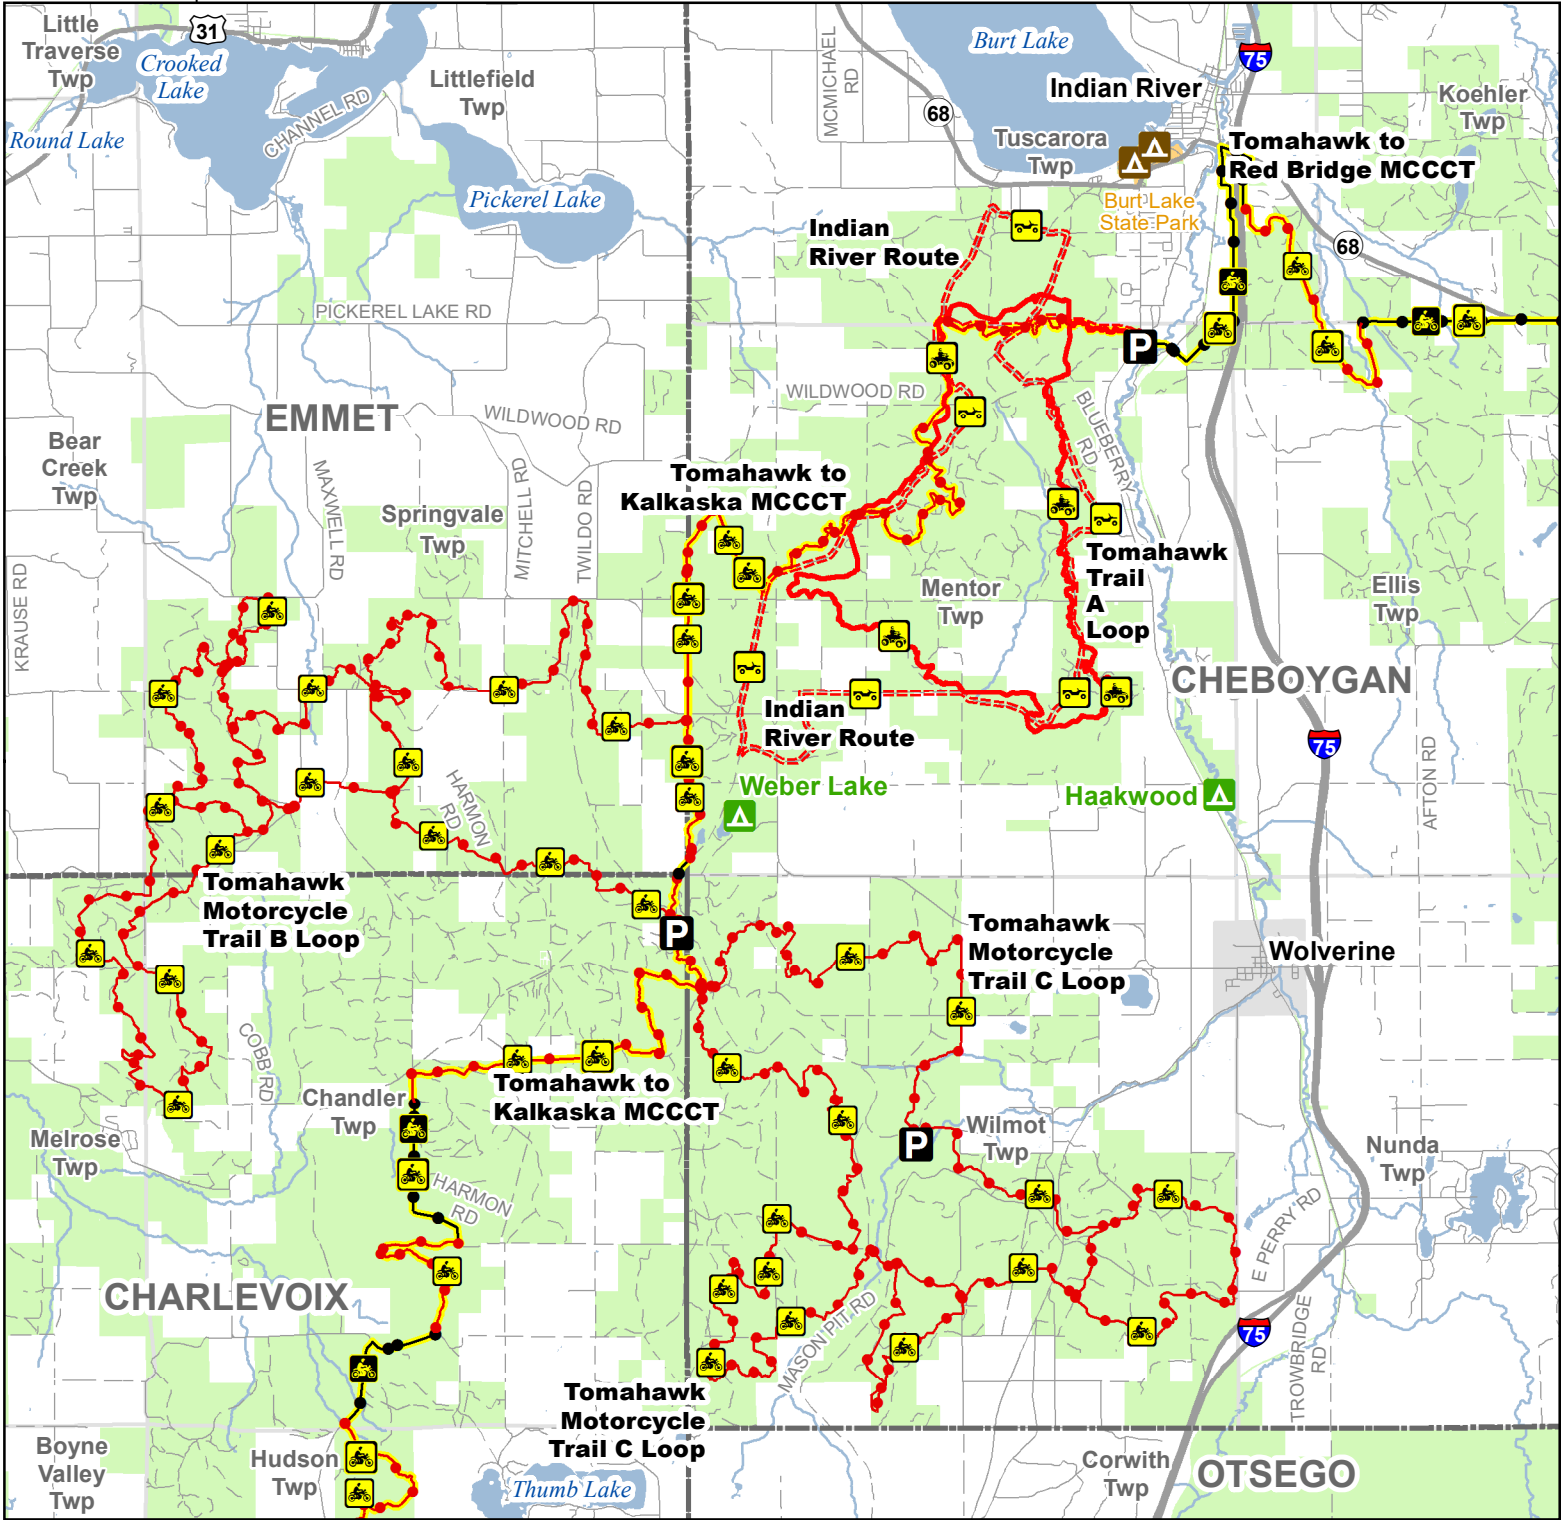 Little
Traverse
Twp
31
Crooked
Lake
Littlefield
Twp
Round Lake
CHANNEL RD
Pickerel Lake
PICKEREL LAKE RD
MCMICHAEL
RD
68
Burt Lake
75
Indian River
Koehler
Twp
Tuscarora
Twp
Tomahawk to
Red Bridge MCCCT
Burt Lake
State Park
68
Indian
River Route
P
EMMET
WILDWOOD RD
WILDWOOD RD
BLUEBERRY
RD
Bear
Creek
Twp
MAXWELL RD
Springvale
Twp
MITCHELL RD
TWILDO RD
Tomahawk to
Kalkaska MCCCT
KRAUSE RD
Mentor
Twp
Tomahawk
Trail
A
Loop
Ellis
Twp
CHEBOYGAN
Indian
River Route
75
HARMON
RD
Weber Lake
Haakwood
AFTON RD
Tomahawk
Motorcycle
Trail B Loop
P
Tomahawk
Motorcycle
Trail C Loop
Wolverine
COBB RD
Chandler
Twp
Tomahawk to
Kalkaska MCCCT
Melrose
Twp
HARMON
RD
P
Wilmot
Twp
Nunda
Twp
E PERRY RD
CHARLEVOIX
MASON PIT RD
75
TROWBRIDGE
RD
Tomahawk
Motorcycle
Trail C Loop
Boyne
Valley
Twp
Hudson
Twp
Thumb Lake
Corwith
Twp
OTSEGO